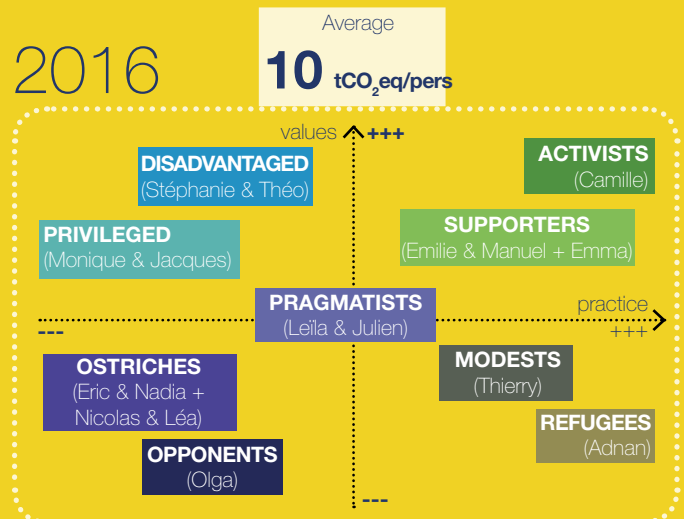 2016
Average
10 tCO₂eq/pers
values +++
DISADVANTAGED
(Stéphanie & Théo)
ACTIVISTS
(Camille)
PRIVILEGED
(Monique & Jacques)
SUPPORTERS
(Emilie & Manuel + Emma)
PRAGMATISTS
(Leïla & Julien)
practice
+++
---
OSTRICHES
(Eric & Nadia +
Nicolas & Léa)
MODESTS
(Thierry)
REFUGEES
(Adnan)
OPPONENTS
(Olga)
---